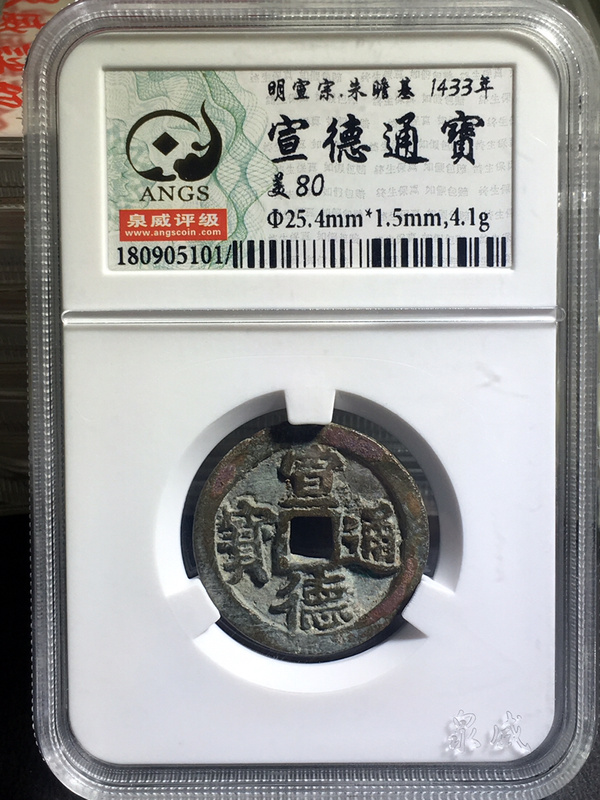 明宣宗.朱瞻基 1433年
宣德通寶
美80
Φ25.4mm*1.5mm,4.1g
ANGS
泉威评级
www.angscoin.com
180905101/
宣
德
通
寳
泉威